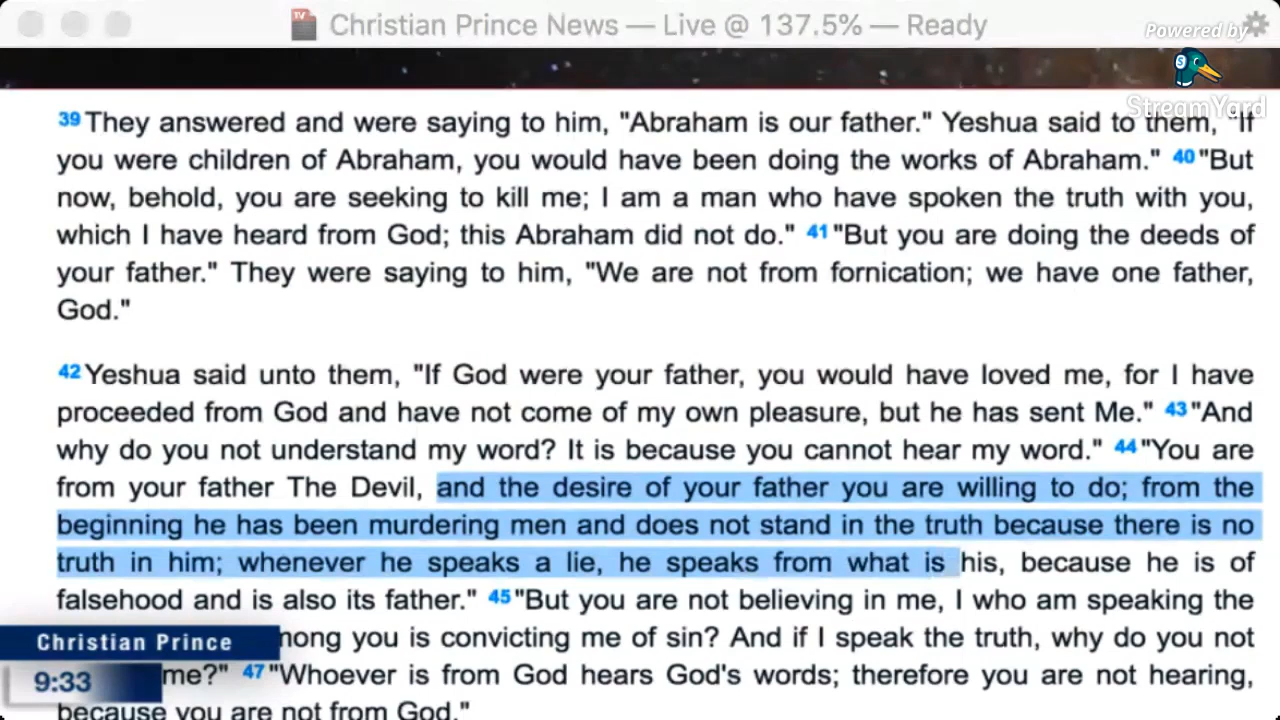 Christian Prince News — Live @ 137.5% — Ready
Powered by
StreamYard
39 They answered and were saying to him, "Abraham is our father." Yeshua said to them, "If
you were children of Abraham, you would have been doing the works of Abraham." 40 "But
now, behold, you are seeking to kill me; I am a man who have spoken the truth with you,
which I have heard from God; this Abraham did not do." 41 "But you are doing the deeds of
your father." They were saying to him, "We are not from fornication; we have one father,
God."
42 Yeshua said unto them, "If God were your father, you would have loved me, for I have
proceeded from God and have not come of my own pleasure, but he has sent Me." 43 "And
why do you not understand my word? It is because you cannot hear my word." 44 "You are
from your father The Devil, and the desire of your father you are willing to do; from the
beginning he has been murdering men and does not stand in the truth because there is no
truth in him; whenever he speaks a lie, he speaks from what is his, because he is of
falsehood and is also its father." 45 "But you are not believing in me, I who am speaking the
mong you is convicting me of sin? And if I speak the truth, why do you not
me?" 47 "Whoever is from God hears God's words; therefore you are not hearing,
because you are not from God."
Christian Prince
9:33